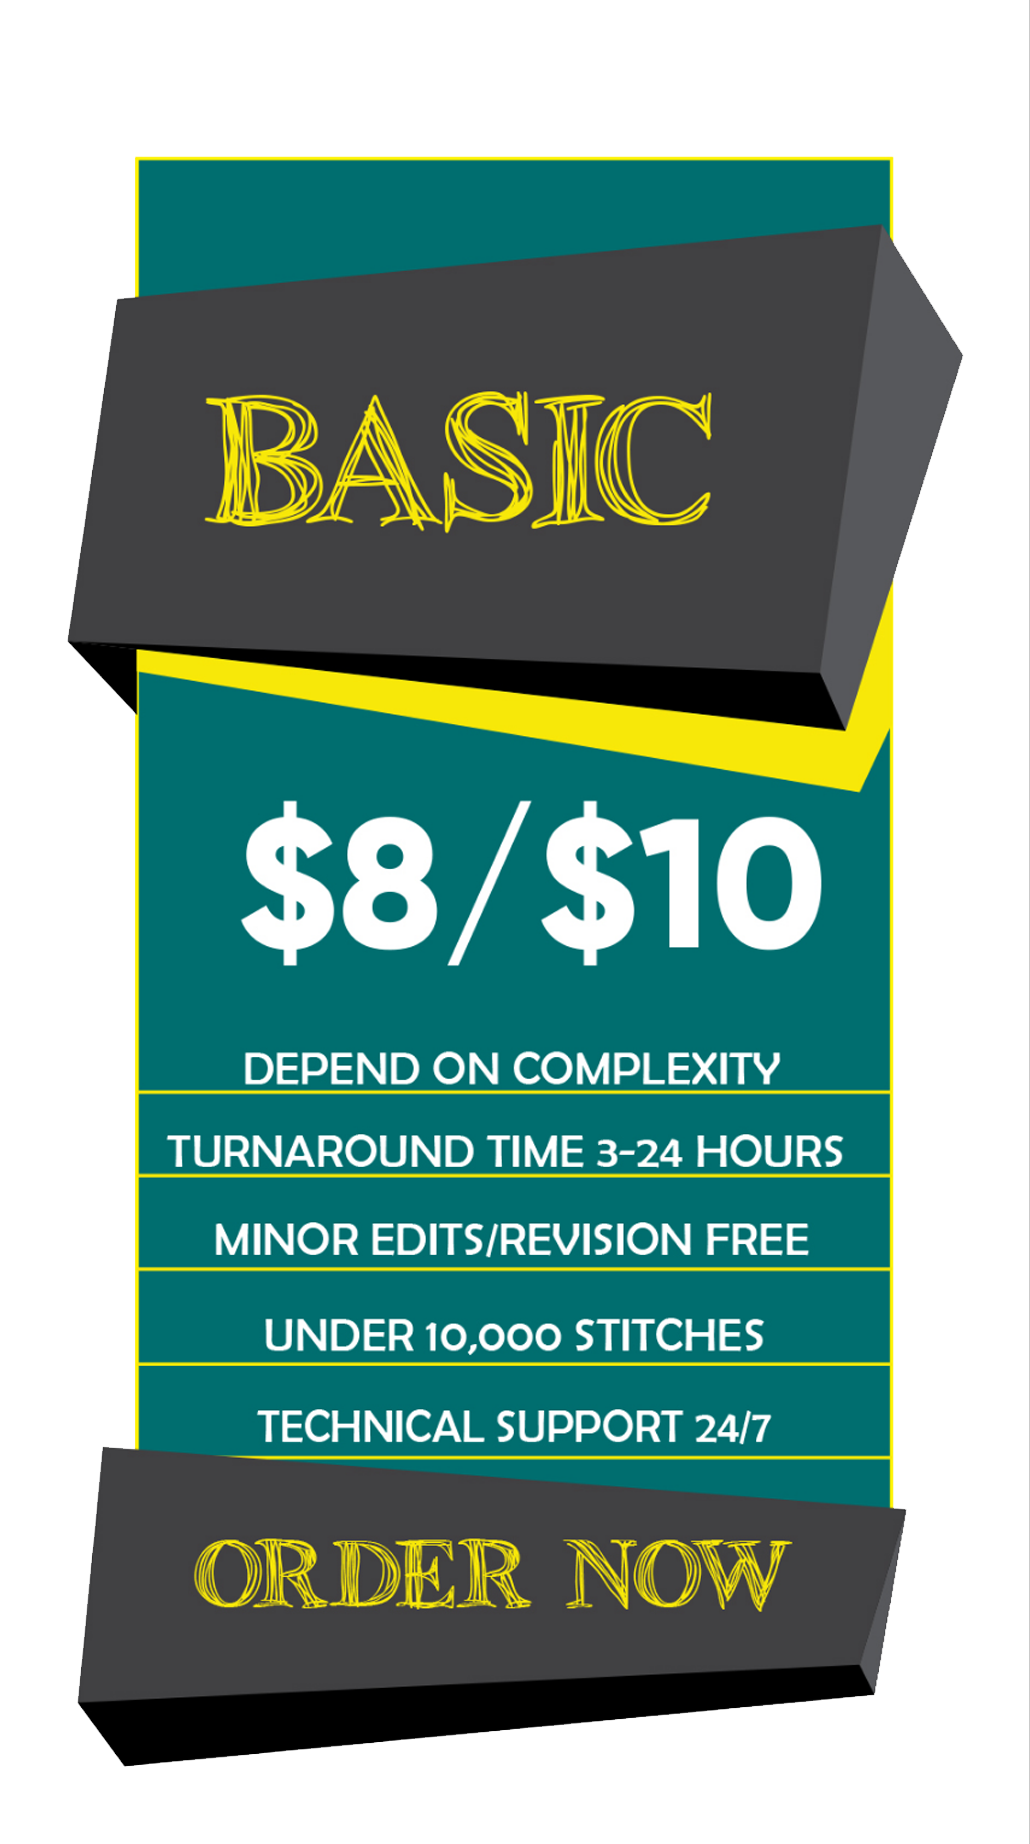 BASIC
$8/$10
DEPEND ON COMPLEXITY
TURNAROUND TIME 3-24 HOURS
MINOR EDITS/REVISION FREE
UNDER 10,000 STITCHES
TECHNICAL SUPPORT 24/7
ORDER NOW